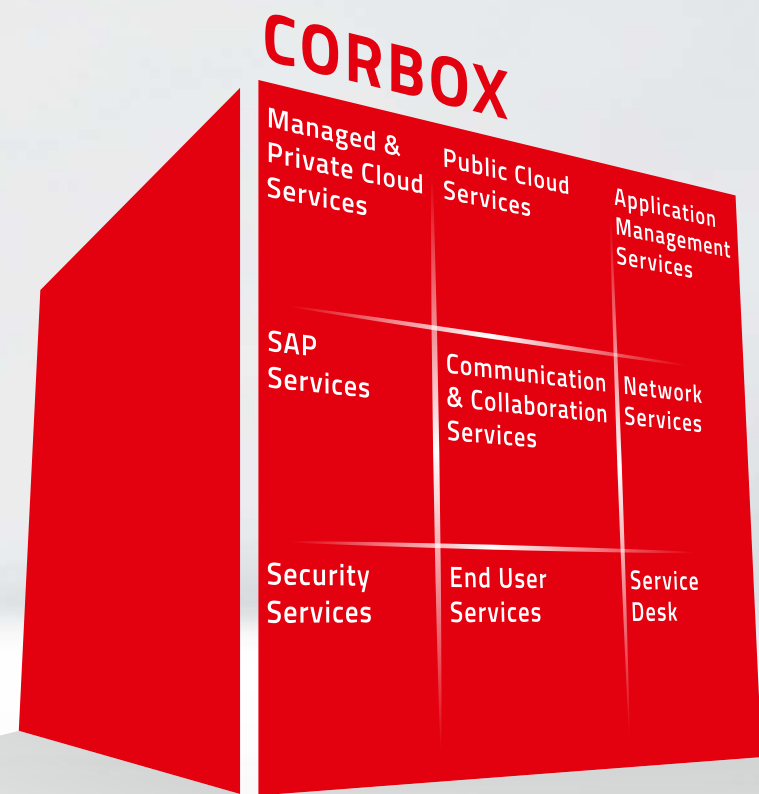 CORBOX
Managed &
Private Cloud
Services
Public Cloud
Services
Application
Management
Services
SAP
Services
Communication
& Collaboration
Services
Network
Services
Security
Services
End User
Services
Service
Desk